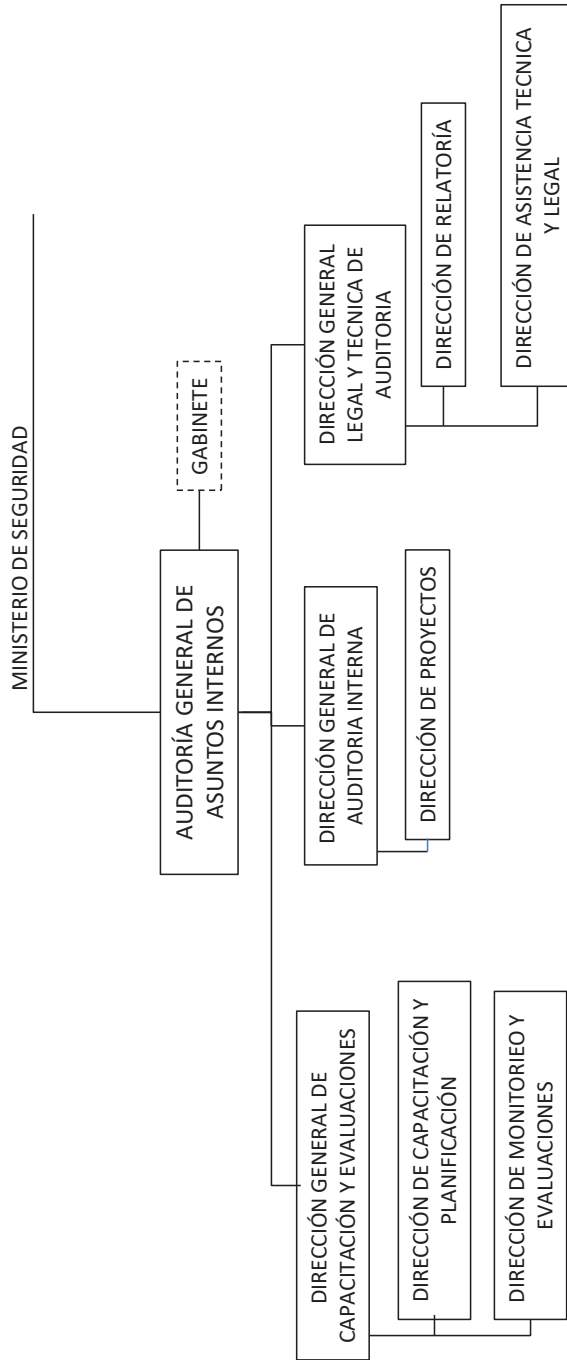 MINISTERIO DE SEGURIDAD
AUDITORÍA GENERAL DE
ASUNTOS INTERNOS
GABINETE
DIRECCIÓN GENERAL DE
CAPACITACIÓN Y EVALUACIONES
DIRECCIÓN DE CAPACITACIÓN Y
PLANIFICACIÓN
DIRECCIÓN DE MONITORIEO Y
EVALUACIONES
DIRECCIÓN GENERAL DE
AUDITORIA INTERNA
DIRECCIÓN DE PROYECTOS
DIRECCIÓN GENERAL
LEGAL Y TECNICA DE
AUDITORIA
DIRECCIÓN DE RELATORÍA
DIRECCIÓN DE ASISTENCIA TECNICA
Y LEGAL